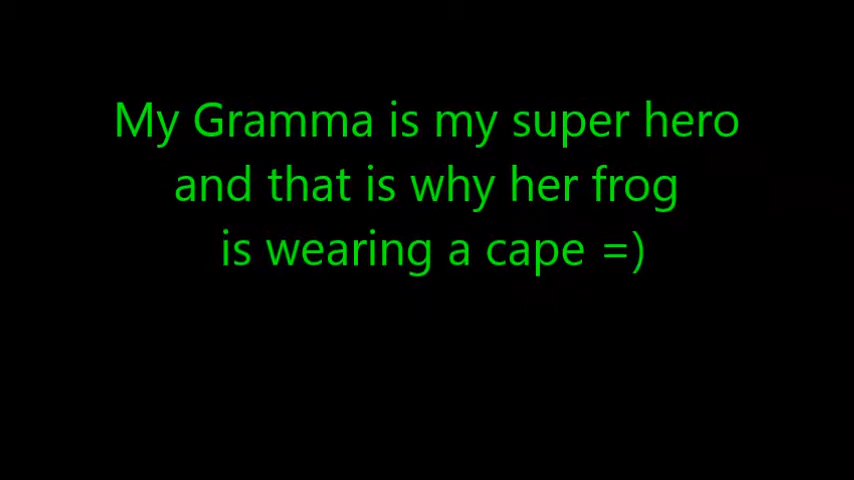 My Gramma is my super hero
and that is why her frog
is wearing a cape =)